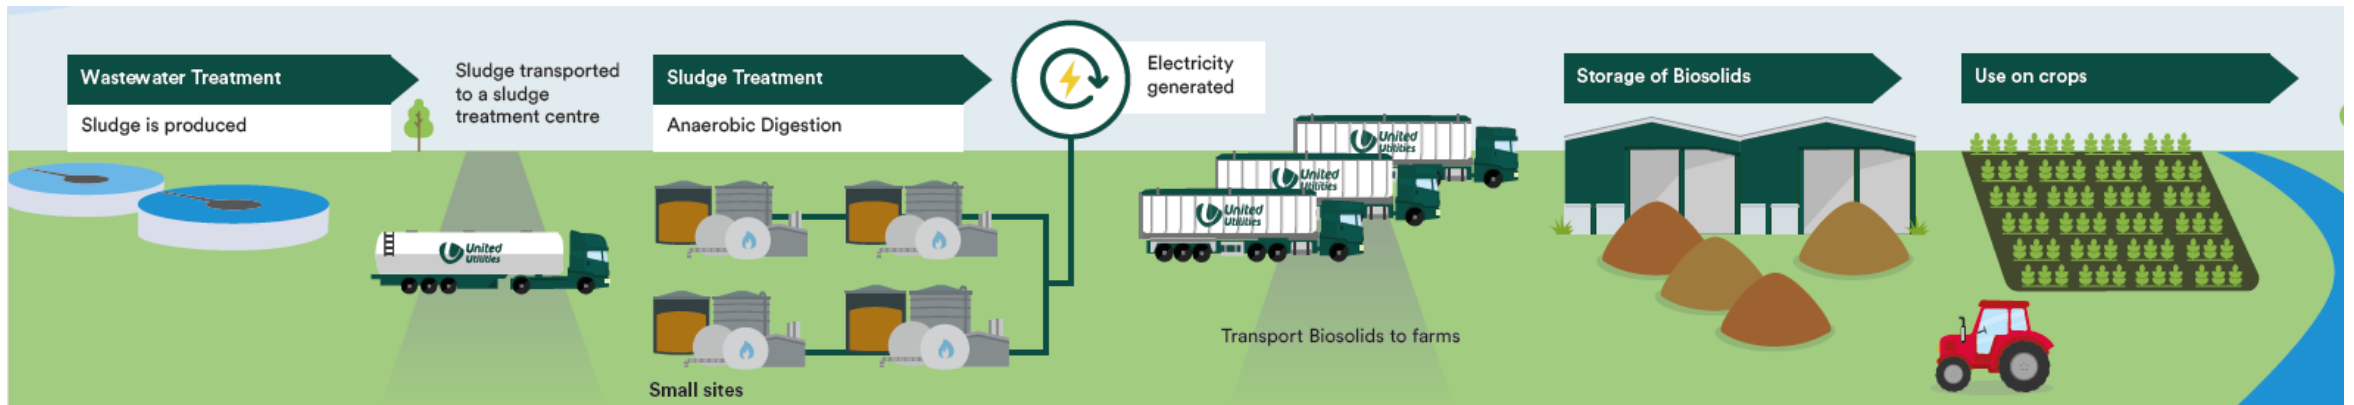 Wastewater Treatment
Sludge is produced
Sludge transported
to a sludge
treatment centre
United
Utilities
Sludge Treatment
Anaerobic Digestion
Small sites
Electricity
generated
United
Utilities
United
Utilities
United
Utilities
Transport Biosolids to farms
Storage of Biosolids
Use on crops